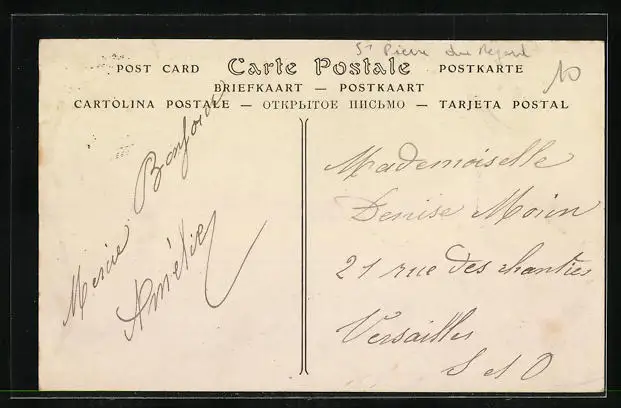 St Pierre du Regard
10
POST CARD Carte Postale POSTKARTE
BRIEFKAART — POSTKAART
CARTOLINA POSTALE — ОТКРЫТОЕ ПИСЬМО — TARJETA POSTAL
Bonjour
Merci
Amélie
Mademoiselle
Denise Morin
21 rue des chantiers
Versailles
S et O